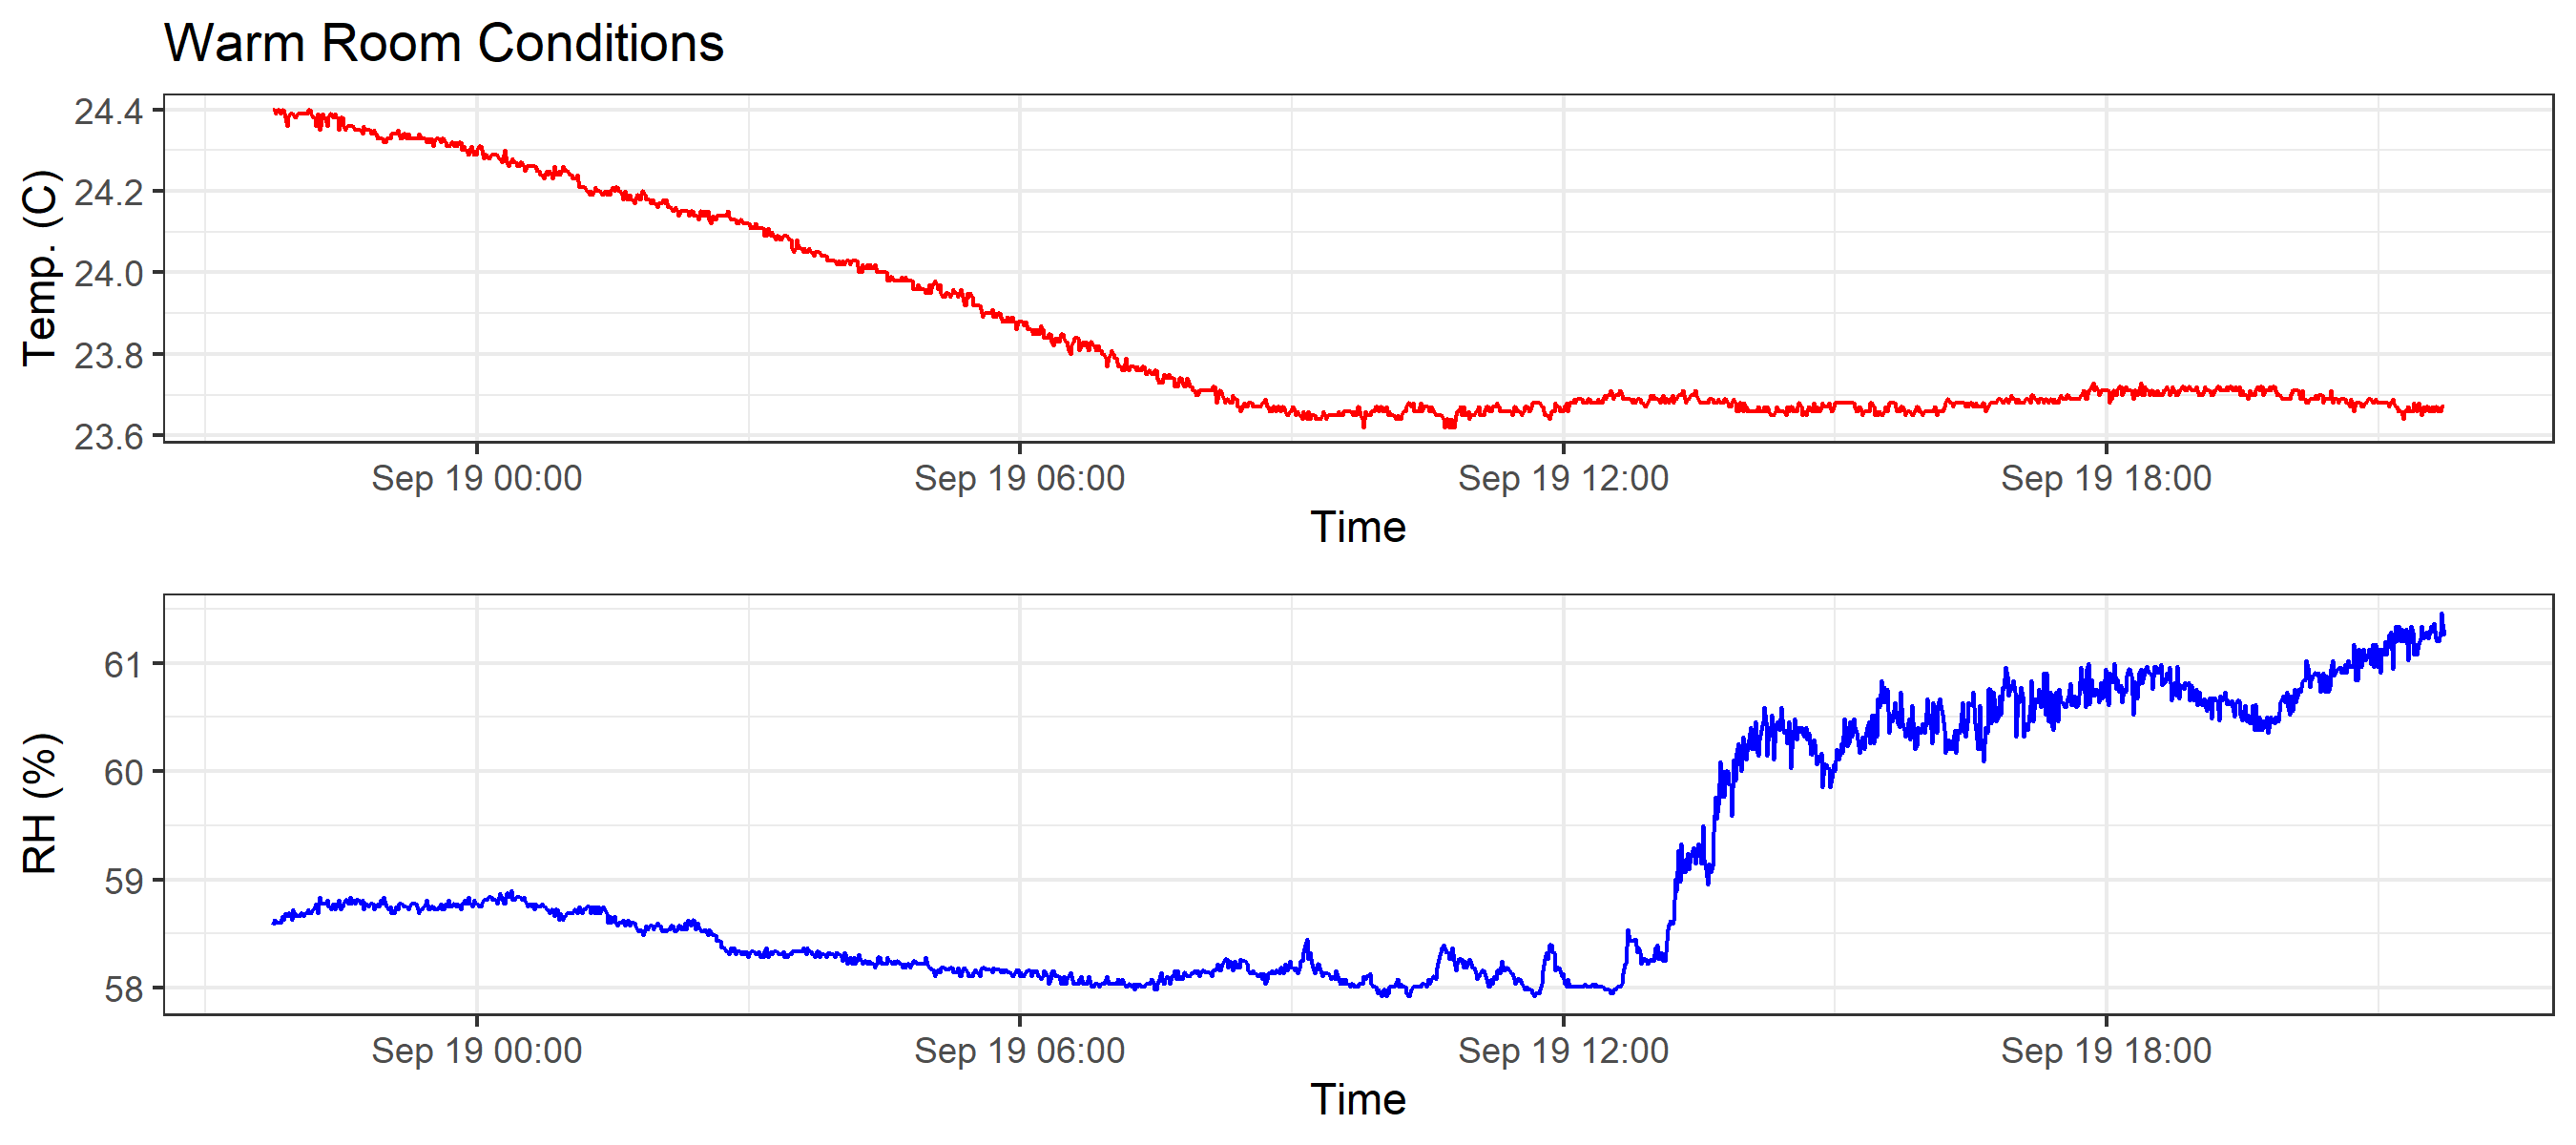 Warm Room Conditions
Temp. (C)
24.4
24.2
24.0
23.8
23.6
Sep 19 00:00 Sep 19 06:00 Sep 19 12:00 Sep 19 18:00
Time
RH (%)
61
60
59
58
Sep 19 00:00 Sep 19 06:00 Sep 19 12:00 Sep 19 18:00
Time